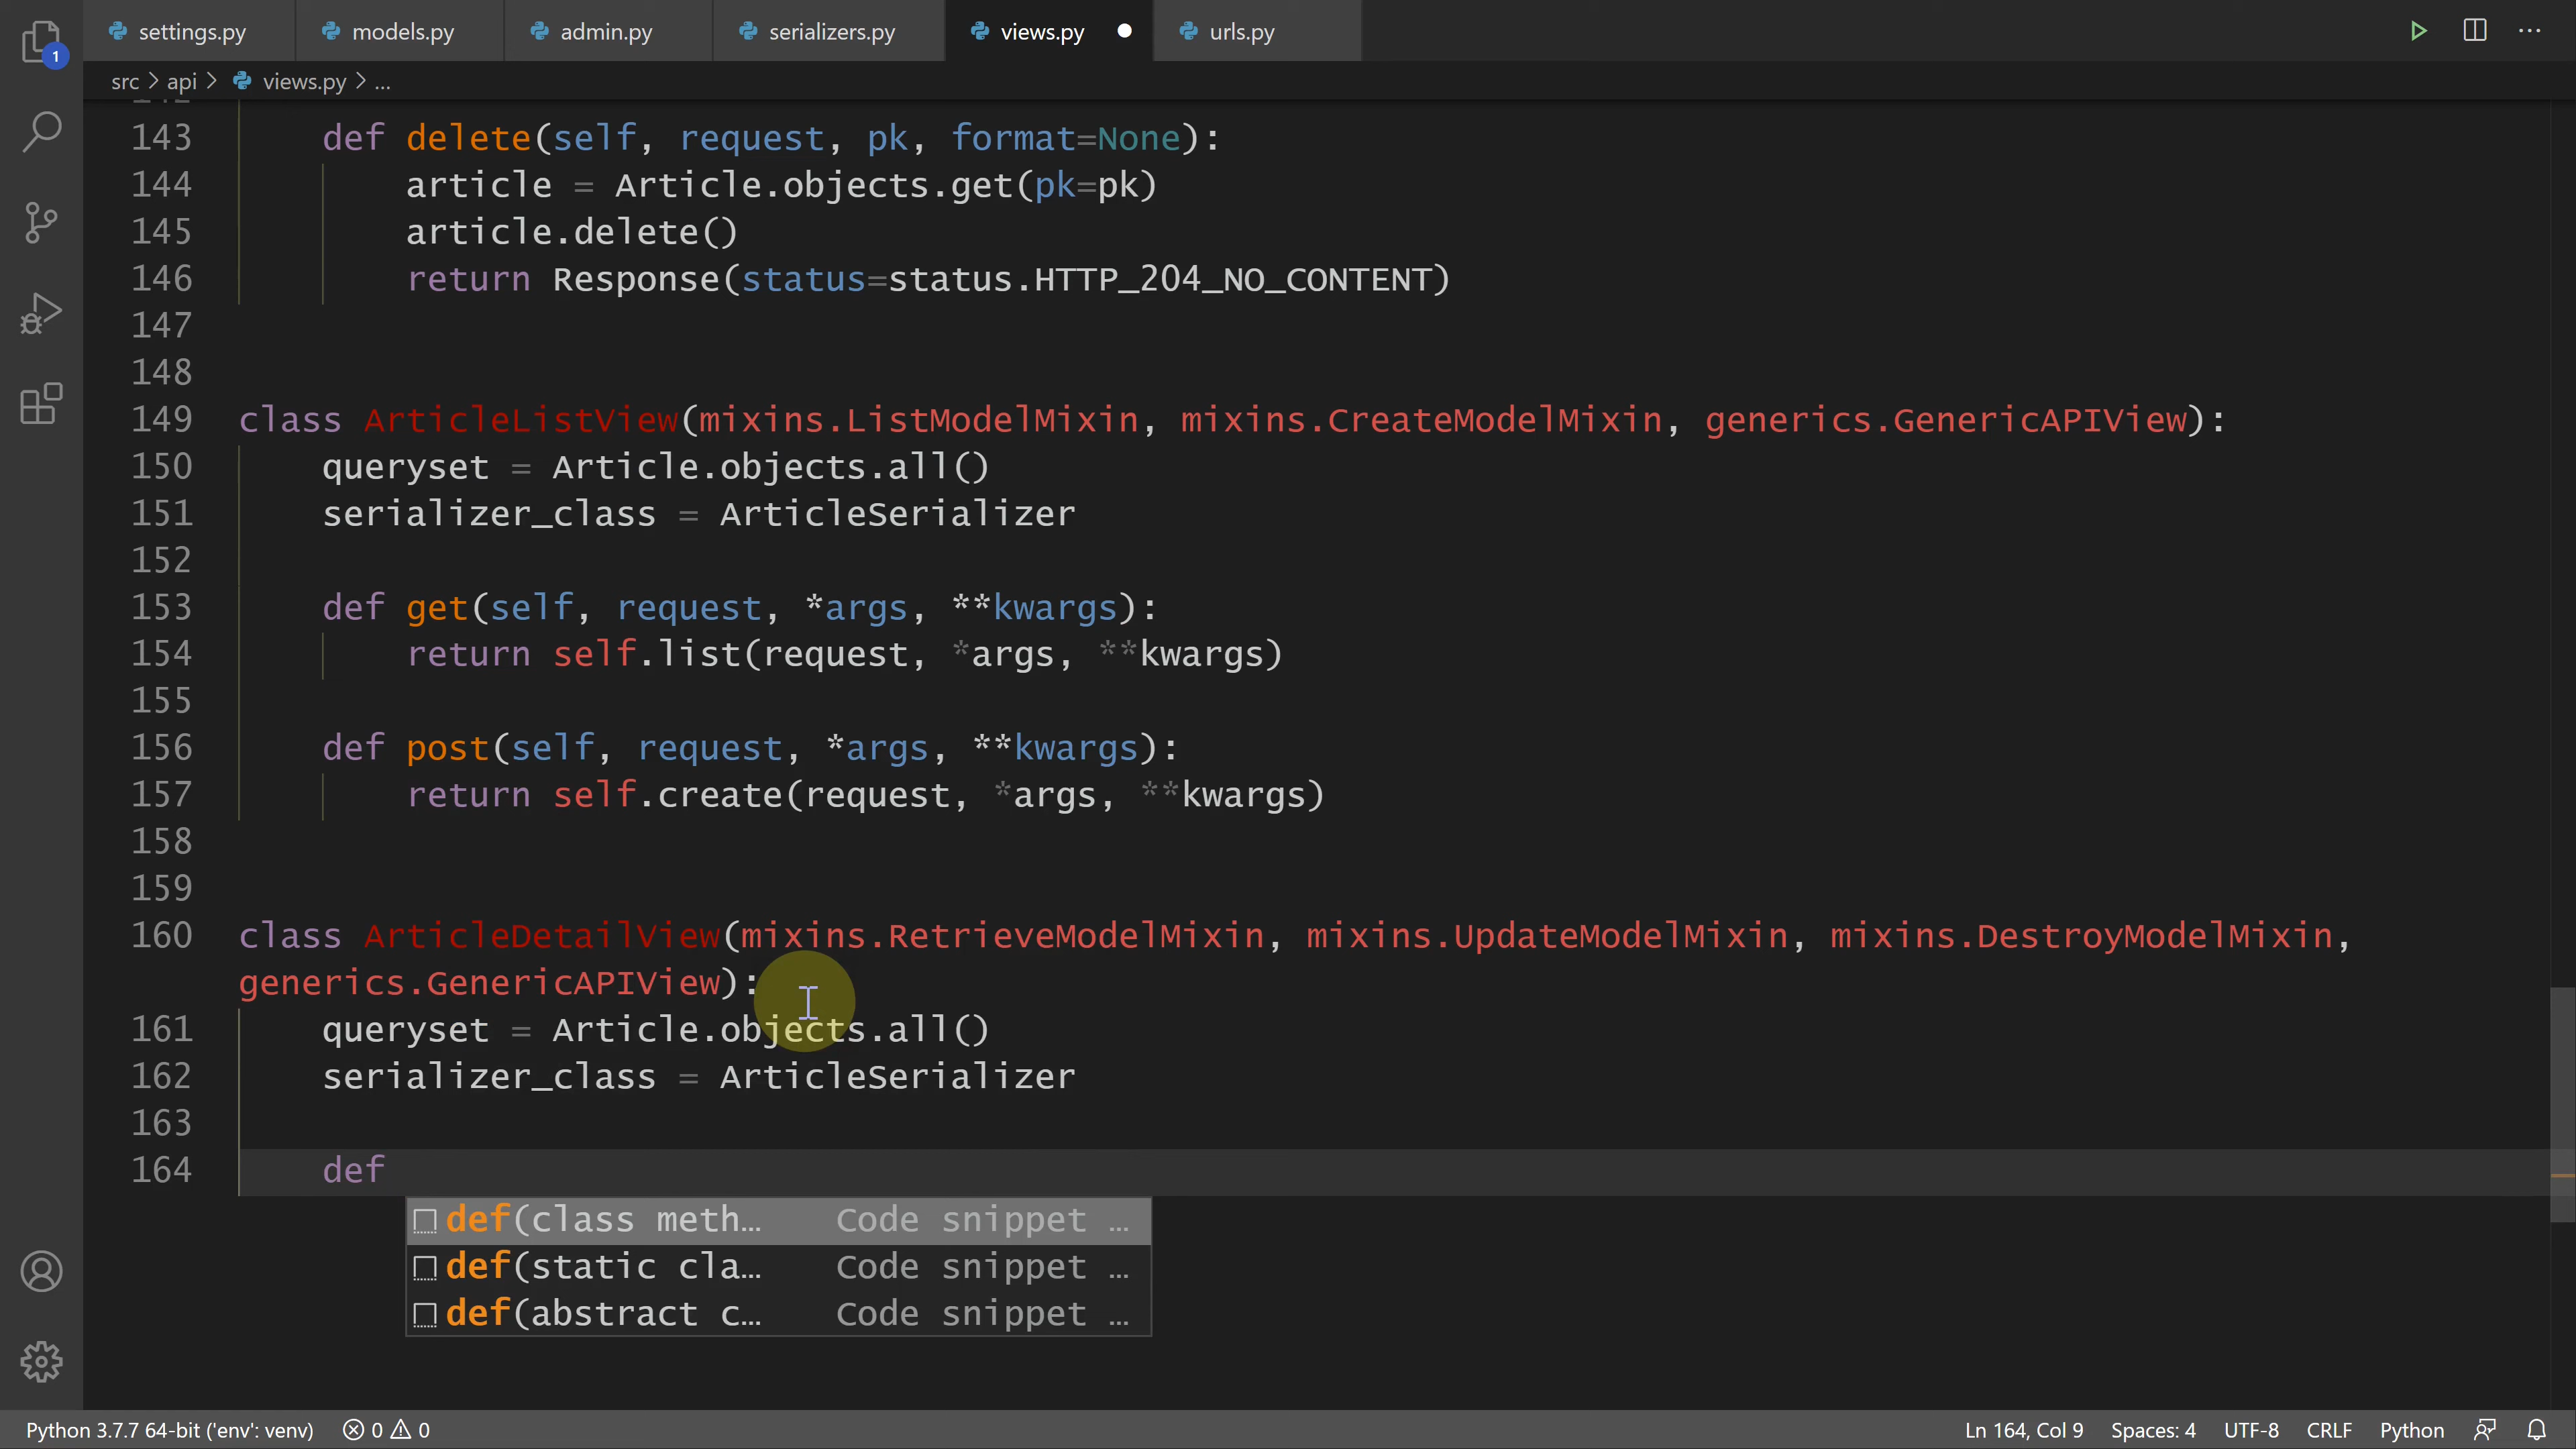 settings.py models.py admin.py serializers.py views.py urls.py
1
src > api > views.py > ...
143 def delete(self, request, pk, format=None):
144 article = Article.objects.get(pk=pk)
145 article.delete()
146 return Response(status=status.HTTP_204_NO_CONTENT)
147
148
149 class ArticleListView(mixins.ListModelMixin, mixins.CreateModelMixin, generics.GenericAPIView):
150 queryset = Article.objects.all()
151 serializer_class = ArticleSerializer
152
153 def get(self, request, *args, **kwargs):
154 return self.list(request, *args, **kwargs)
155
156 def post(self, request, *args, **kwargs):
157 return self.create(request, *args, **kwargs)
158
159
160 class ArticleDetailView(mixins.RetrieveModelMixin, mixins.UpdateModelMixin, mixins.DestroyModelMixin,
generics.GenericAPIView):
161 queryset = Article.objects.all()
162 serializer_class = ArticleSerializer
163
164 def
def(class meth... Code snippet ...
def(static cla... Code snippet ...
def(abstract c... Code snippet ...
Python 3.7.7 64-bit ('env': venv) 0 0 Ln 164, Col 9 Spaces: 4 UTF-8 CRLF Python